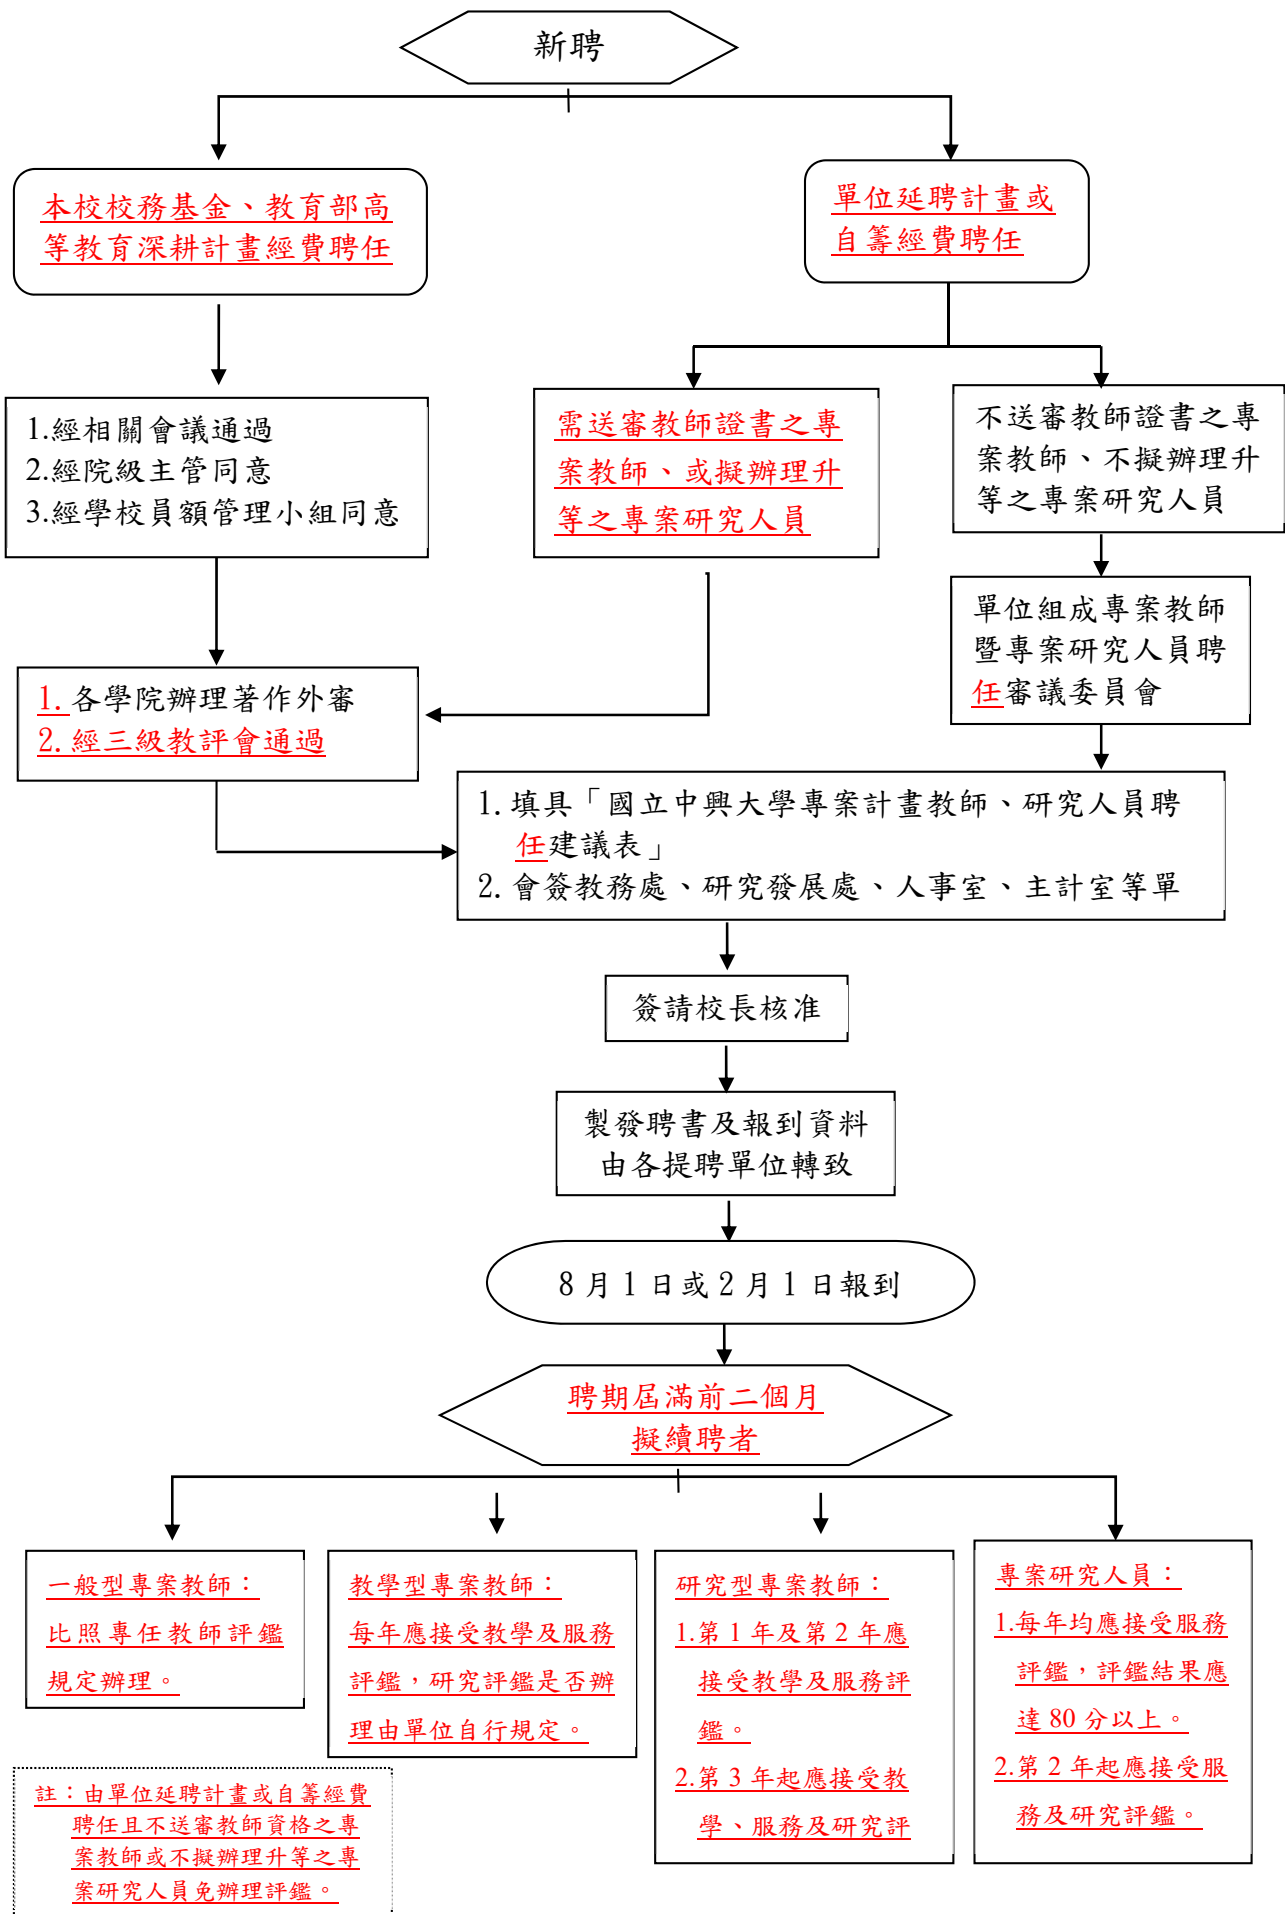 新聘
本校校務基金、教育部高
等教育深耕計畫經費聘任
單位延聘計畫或
自籌經費聘任
1.經相關會議通過
2.經院級主管同意
3.經學校員額管理小組同意
需送審教師證書之專
案教師、或擬辦理升
等之專案研究人員
不送審教師證書之專
案教師、不擬辦理升
等之專案研究人員
單位組成專案教師
暨專案研究人員聘
任審議委員會
1. 各學院辦理著作外審
2. 經三級教評會通過
1. 填具「國立中興大學專案計畫教師、研究人員聘
任建議表」
2. 會簽教務處、研究發展處、人事室、主計室等單
簽請校長核准
製發聘書及報到資料
由各提聘單位轉致
8 月 1 日或 2 月 1 日報到
聘期屆滿前二個月
擬續聘者
一般型專案教師：
比照專任教師評鑑
規定辦理。
教學型專案教師：
每年應接受教學及服務
評鑑，研究評鑑是否辦
理由單位自行規定。
研究型專案教師：
1.第 1 年及第 2 年應
接受教學及服務評
鑑。
2.第 3 年起應接受教
學、服務及研究評
專案研究人員：
1.每年均應接受服務
評鑑，評鑑結果應
達 80 分以上。
2.第 2 年起應接受服
務及研究評鑑。
註：由單位延聘計畫或自籌經費
聘任且不送審教師資格之專
案教師或不擬辦理升等之專
案研究人員免辦理評鑑。